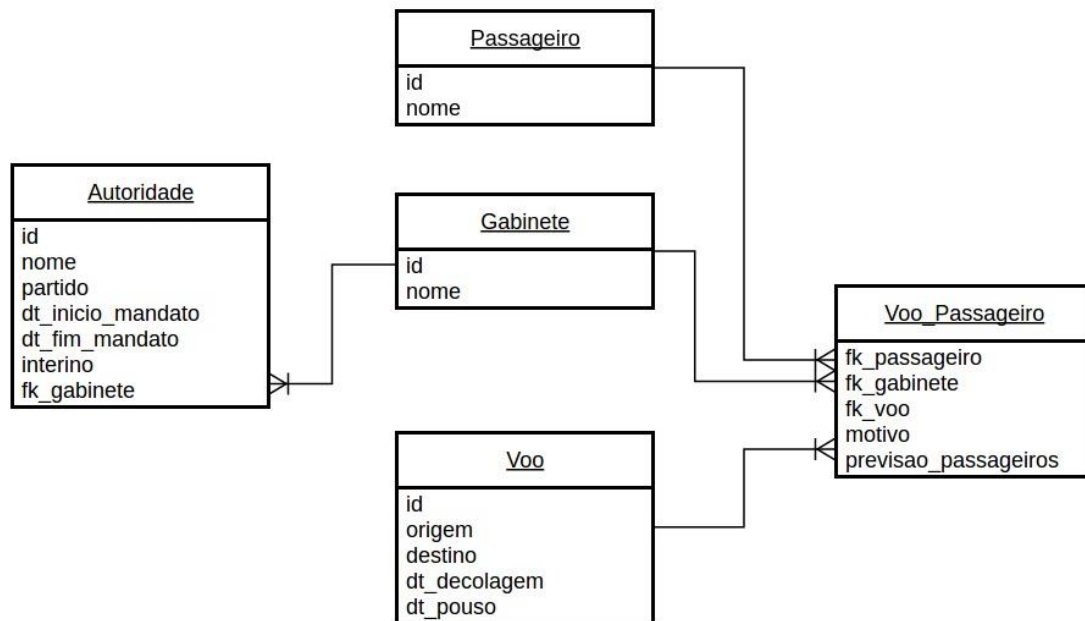 Passageiro
id
nome
Autoridade
id
nome
partido
dt_inicio_mandato
dt_fim_mandato
interino
fk_gabinete
Gabinete
id
nome
Voo_Passageiro
fk_passageiro
fk_gabinete
fk_voo
motivo
previsao_passageiros
Voo
id
origem
destino
dt_decolagem
dt_pouso